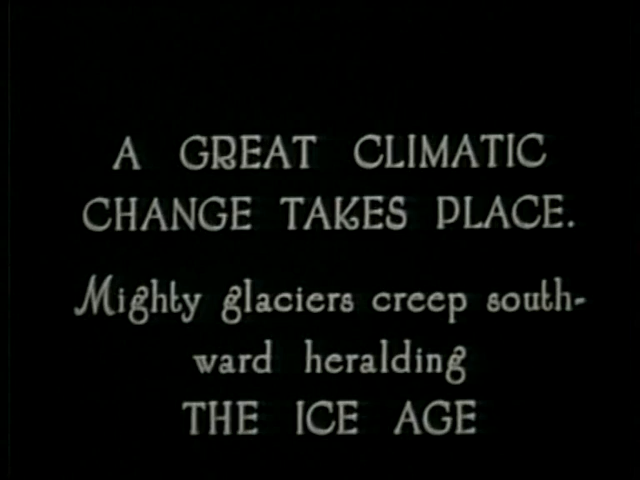 A GREAT CLIMATIC
CHANGE TAKES PLACE.
Mighty glaciers creep south-
ward heralding
THE ICE AGE